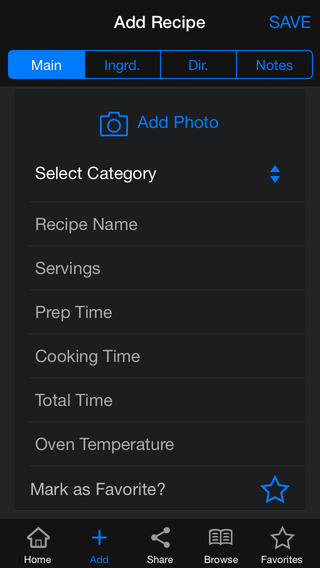 Add Recipe SAVE
Main Ingrd. Dir. Notes
Add Photo
Select Category
Recipe Name
Servings
Prep Time
Cooking Time
Total Time
Oven Temperature
Mark as Favorite?
Home Add Share Browse Favorites